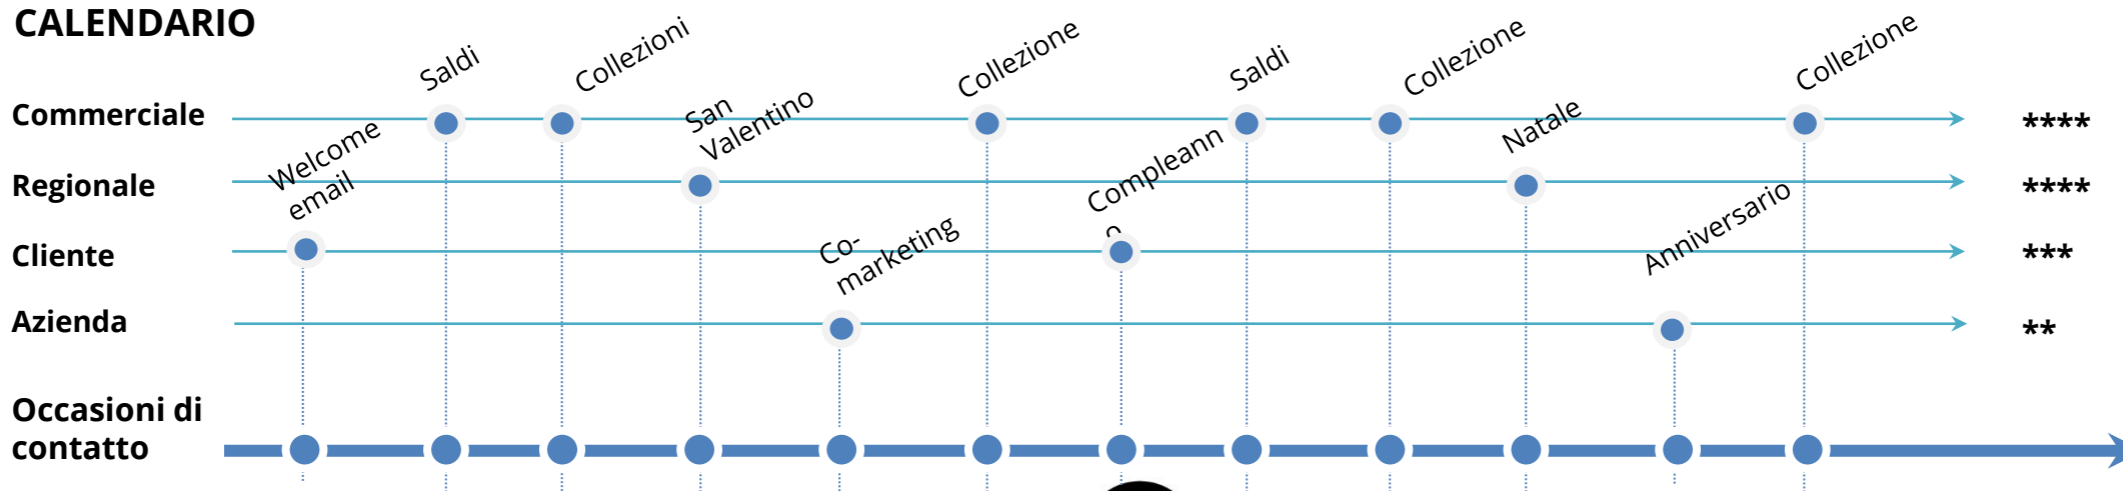 CALENDARIO
Saldi
Collezioni
Collezione
Saldi
Collezione
Collezione
Commerciale
****
San
Valentino
Natale
Regionale
****
Welcome
email
Compleann
o
Cliente
***
Co-
marketing
Anniversario
Azienda
**
Occasioni di
contatto